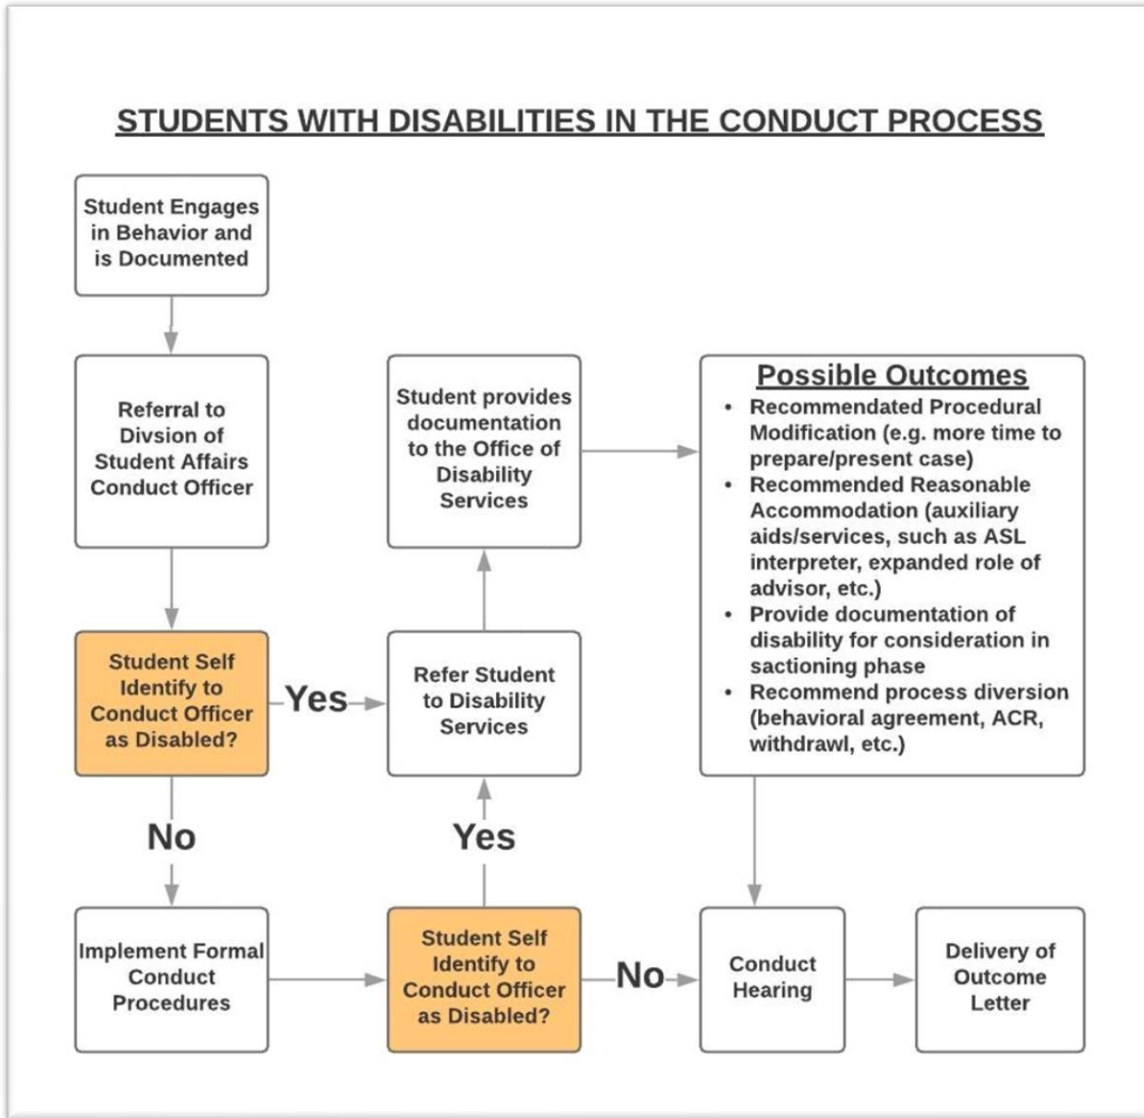 STUDENTS WITH DISABILITIES IN THE CONDUCT PROCESS
Student Engages
in Behavior and
is Documented
Referral to
Divsion of
Student Affairs
Conduct Officer
Student provides
documentation
to the Office of
Disability
Services
Possible Outcomes
• Recommendated Procedural
Modification (e.g. more time to
prepare/present case)
• Recommended Reasonable
Accommodation (auxiliary
aids/services, such as ASL
interpreter, expanded role of
advisor, etc.)
• Provide documentation of
disability for consideration in
sactioning phase
• Recommend process diversion
(behavioral agreement, ACR,
withdrawl, etc.)
Student Self
Identify to
Conduct Officer
as Disabled?
Yes
Refer Student
to Disability
Services
No
Yes
Implement Formal
Conduct
Procedures
Student Self
Identify to
Conduct Officer
as Disabled?
No
Conduct
Hearing
Delivery of
Outcome
Letter